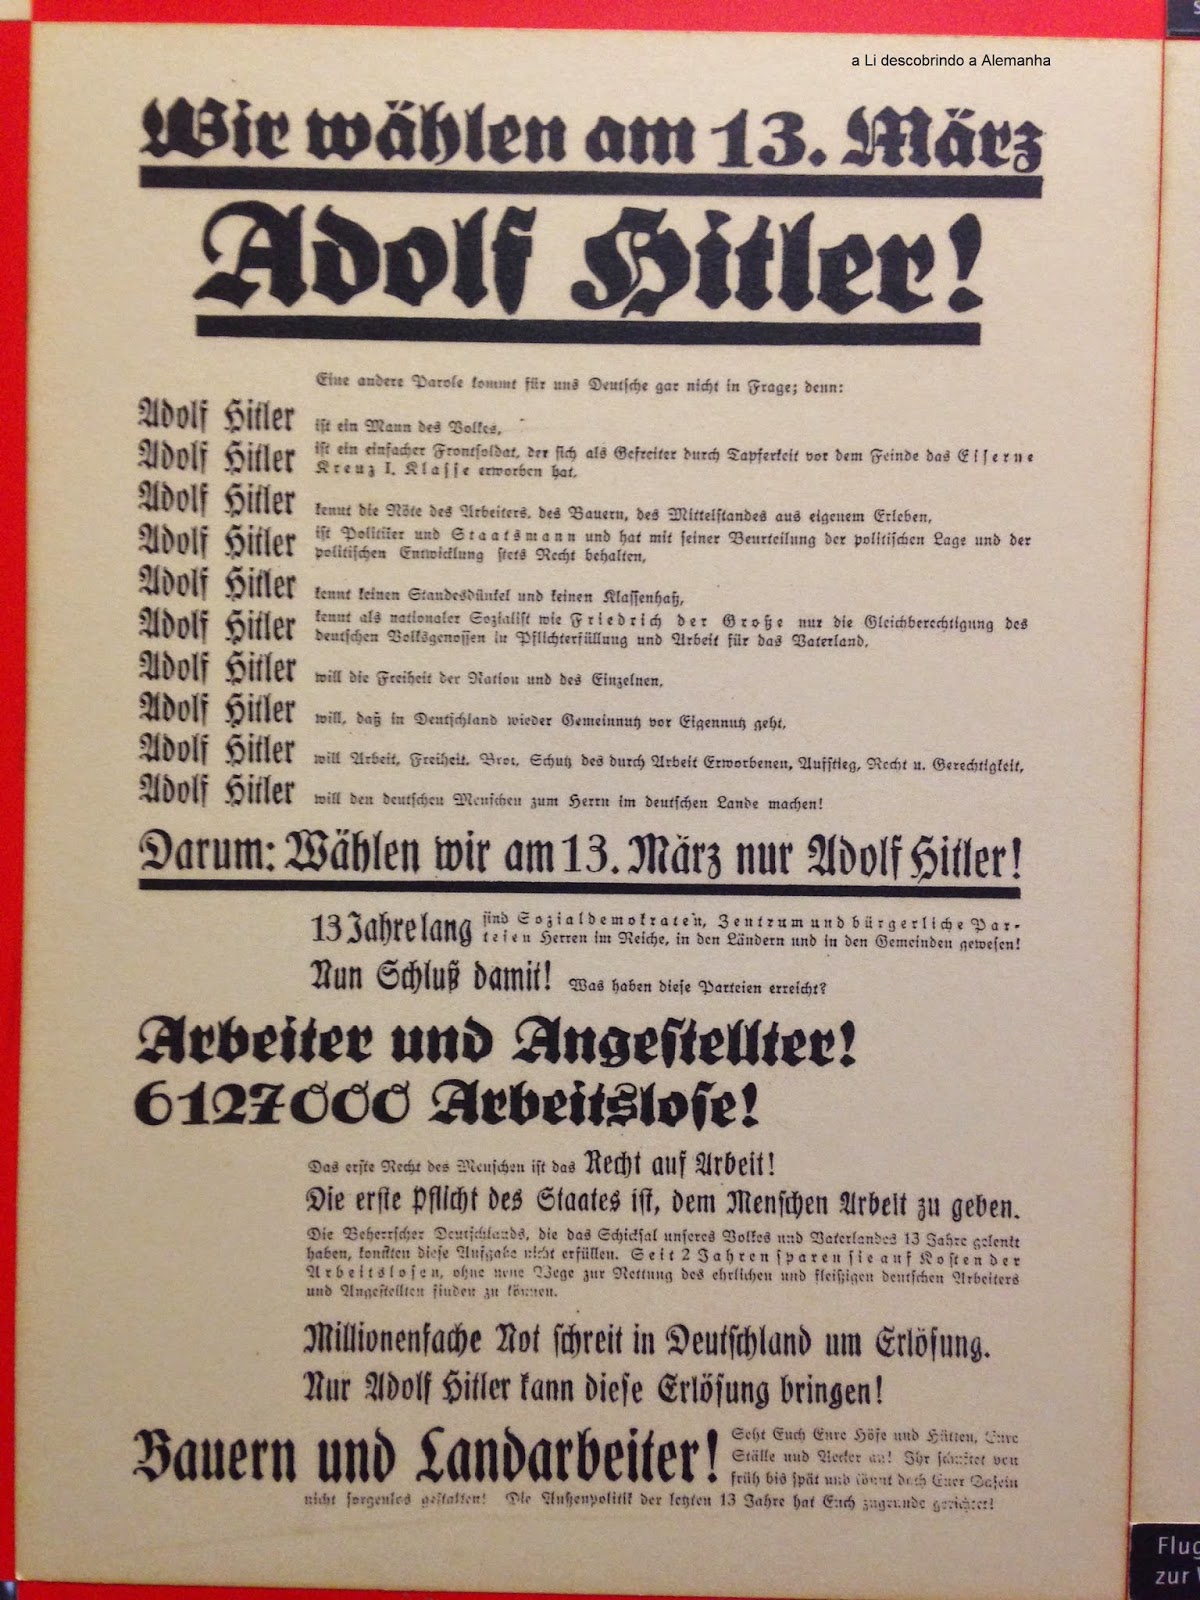 a Li descobrindo a Alemanha
Wir wählen am 13. März
Adolf Hitler!
Eine andere Parole kommt für uns Deutsche gar nicht in Frage; denn:
Adolf Hitler ist ein Mann des Volkes,
Adolf Hitler ist ein einfacher Frontsoldat, der sich als Gefreiter durch Tapferkeit vor dem Feinde das Eiserne
Kreuz I. Klasse erworben hat,
Adolf Hitler kennt die Nöte des Arbeiters, des Bauern, des Mittelstandes aus eigenem Erleben,
Adolf Hitler ist Politiker und Staatsmann und hat mit seiner Beurteilung der politischen Lage und der
politischen Entwicklung stets Recht behalten,
Adolf Hitler kennt keinen Standesdünkel und keinen Klassenhaß,
Adolf Hitler kennt als nationaler Sozialist wie Friedrich der Große nur die Gleichberechtigung des
deutschen Volksgenossen in Pflichterfüllung und Arbeit für das Vaterland,
Adolf Hitler will die Freiheit der Nation und des Einzelnen,
Adolf Hitler will, daß in Deutschland wieder Gemeinnutz vor Eigennutz geht,
Adolf Hitler will Arbeit, Freiheit, Brot, Schutz des durch Arbeit Erworbenen, Aufstieg, Recht u. Gerechtigkeit,
Adolf Hitler will den deutschen Menschen zum Herrn im deutschen Lande machen!
Darum: Wählen wir am 13. März nur Adolf Hitler!
13 Jahre lang sind Sozialdemokraten, Zentrum und bürgerliche Par-
teien Herren im Reiche, in den Ländern und in den Gemeinden gewesen!
Nun Schluß damit! Was haben diese Parteien erreicht?
Arbeiter und Angestellter!
6127000 Arbeitslose!
Das erste Recht des Menschen ist das Recht auf Arbeit!
Die erste Pflicht des Staates ist, dem Menschen Arbeit zu geben.
Die Beherrscher Deutschlands, die das Schicksal unseres Volkes und Vaterlandes 13 Jahre gelenkt
haben, konnten diese Aufgabe nicht erfüllen. Seit 2 Jahren sparen sie auf Kosten der
Arbeitslosen, ohne neue Wege zur Rettung des ehrlichen und fleißigen deutschen Arbeiters
und Angestellten finden zu können.
Millionenfache Not schreit in Deutschland um Erlösung.
Nur Adolf Hitler kann diese Erlösung bringen!
Bauern und Landarbeiter! Seht Euch Eure Höfe und Hütten, Eure
Ställe und Aecker an! Ihr schuftet von
früh bis spät und könnt doch Euer Dasein
nicht sorgenlos gestalten! Die Außenpolitik der letzten 13 Jahre hat Euch zugrunde gerichtet!
Flug
zur